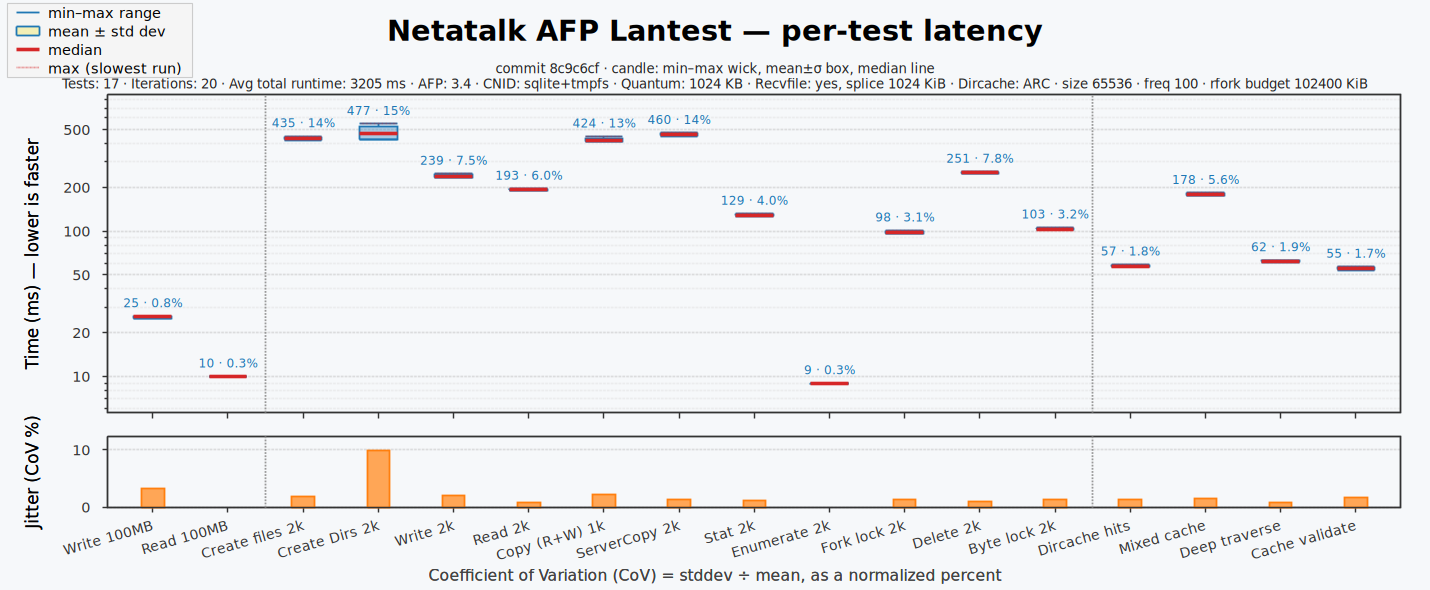 min–max range
mean ± std dev
median
max (slowest run)
Netatalk AFP Lantest — per-test latency
commit 8c9c6cf · candle: min–max wick, mean±σ box, median line
Tests: 17 · Iterations: 20 · Avg total runtime: 3205 ms · AFP: 3.4 · CNID: sqlite+tmpfs · Quantum: 1024 KB · Recvfile: yes, splice 1024 KiB · Dircache: ARC · size 65536 · freq 100 · rfork budget 102400 KiB
Time (ms) — lower is faster
500
200
100
50
20
10
25 · 0.8%
10 · 0.3%
435 · 14%
477 · 15%
239 · 7.5%
193 · 6.0%
424 · 13%
460 · 14%
129 · 4.0%
9 · 0.3%
98 · 3.1%
251 · 7.8%
103 · 3.2%
57 · 1.8%
178 · 5.6%
62 · 1.9%
55 · 1.7%
Jitter (CoV %)
10
0
Write 100MB
Read 100MB
Create files 2k
Create Dirs 2k
Write 2k
Read 2k
Copy (R+W) 1k
ServerCopy 2k
Stat 2k
Enumerate 2k
Fork lock 2k
Delete 2k
Byte lock 2k
Dircache hits
Mixed cache
Deep traverse
Cache validate
Coefficient of Variation (CoV) = stddev ÷ mean, as a normalized percent